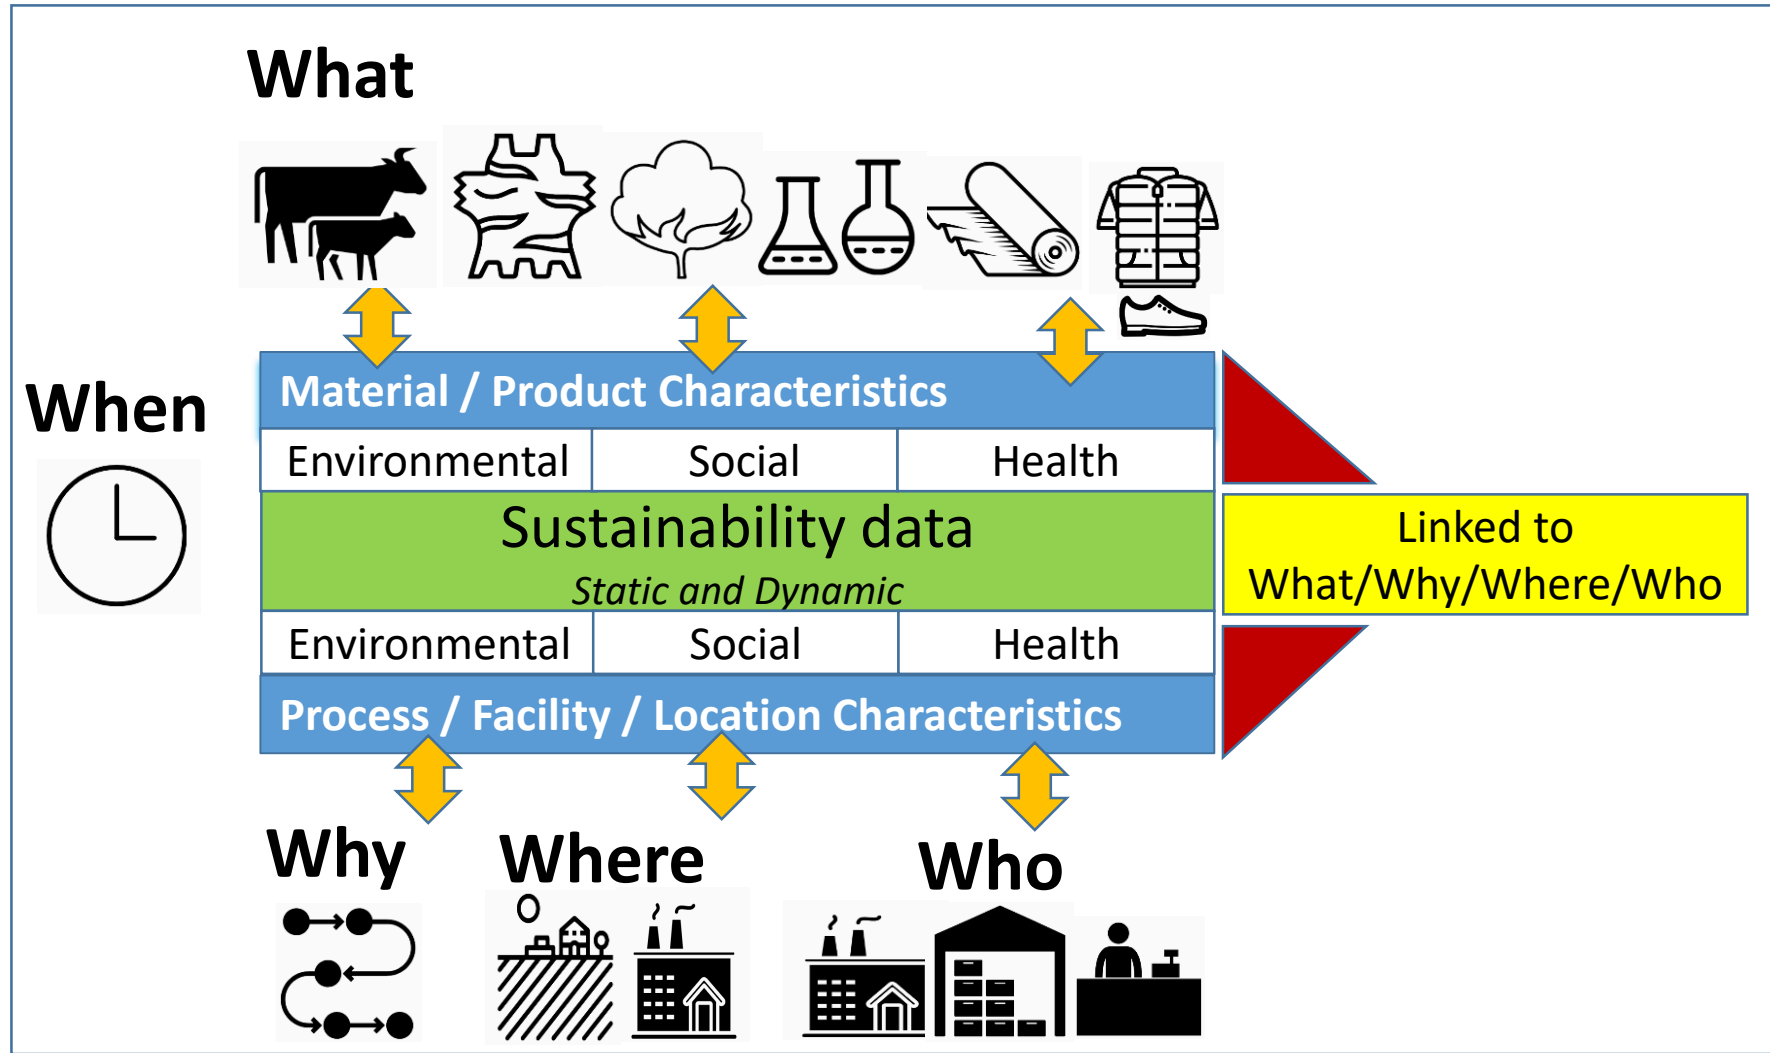 What
When
Material / Product Characteristics
Environmental
Social
Health
Sustainability data
Static and Dynamic
Linked to
What/Why/Where/Who
Environmental
Social
Health
Process / Facility / Location Characteristics
Why
Where
Who